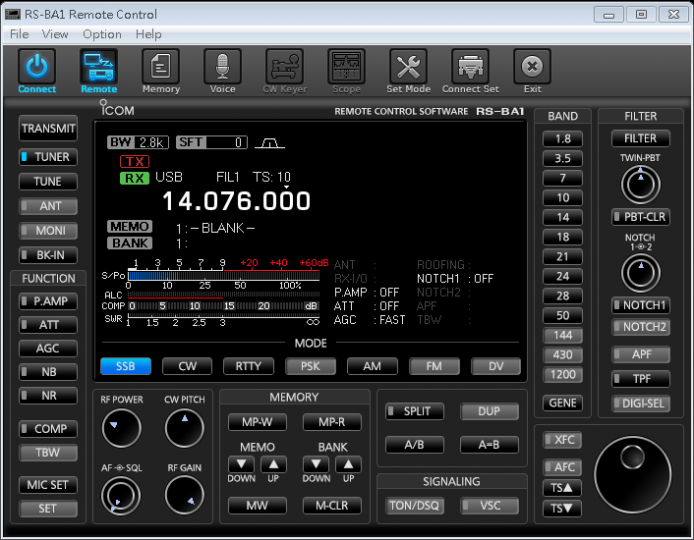 RS-BA1 Remote Control
File View Option Help
Connect Remote Memory Voice CW Keyer Scope Set Mode Connect Set Exit
ICOM REMOTE CONTROL SOFTWARE RS-BA1
TRANSMIT
TUNER
TUNE
ANT
MONI
BK-IN
FUNCTION
P.AMP
ATT
AGC
NB
NR
COMP
TBW
MIC SET
SET
BW 2.8k SFT 0
TX
RX USB FIL1 TS: 10
14.076.000
MEMO 1: – BLANK –
BANK 1:
1 3 5 7 9 +20 +40 +60dB
S/Po
0 10 25 50 100%
ALC
COMP 0 5 10 15 20 dB
SWR 1 1.5 2 2.5 3 ∞
ANT : ROOFING :
RX-I/O : NOTCH1 : OFF
P.AMP : OFF NOTCH2 :
ATT : OFF APF :
AGC : FAST TBW :
MODE
SSB CW RTTY PSK AM FM DV
RF POWER CW PITCH
AF SQL RF GAIN
MEMORY
MP-W MP-R
MEMO BANK
DOWN UP DOWN UP
MW M-CLR
SPLIT DUP
A/B A=B
SIGNALING
TON/DSQ VSC
BAND
1.8
3.5
7
10
14
18
21
24
28
50
144
430
1200
GENE
FILTER
FILTER
TWIN-PBT
PBT-CLR
NOTCH
1 2
NOTCH1
NOTCH2
APF
TPF
DIGI-SEL
XFC
AFC
TS▲
TS▼